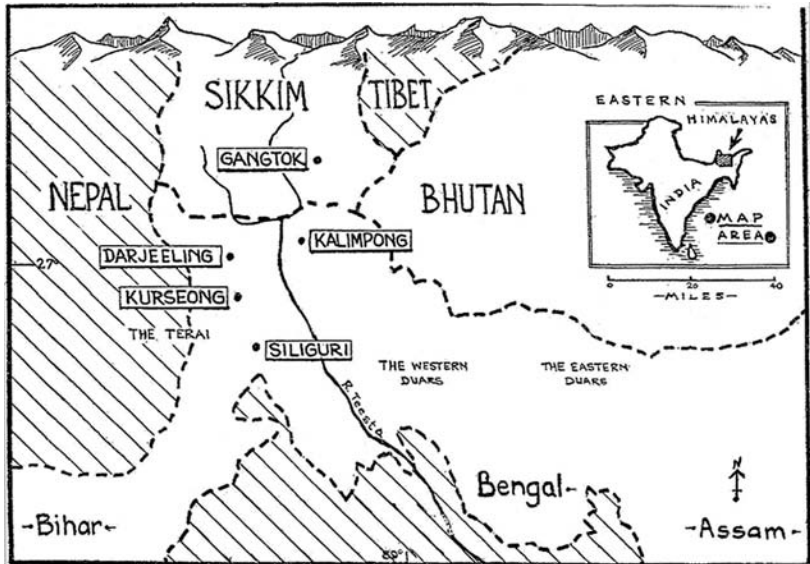 SIKKIM
TIBET
EASTERN
HIMALAYAS
GANGTOK
NEPAL
BHUTAN
INDIA
MAP
AREA
KALIMPONG
DARJEELING
27°
KURSEONG
0 20 40
-MILES-
THE TERAI
SILIGURI
THE WESTERN
DUARS
THE EASTERN
DUARS
R. Teesta
N
Bengal-
-Bihar-
-Assam-